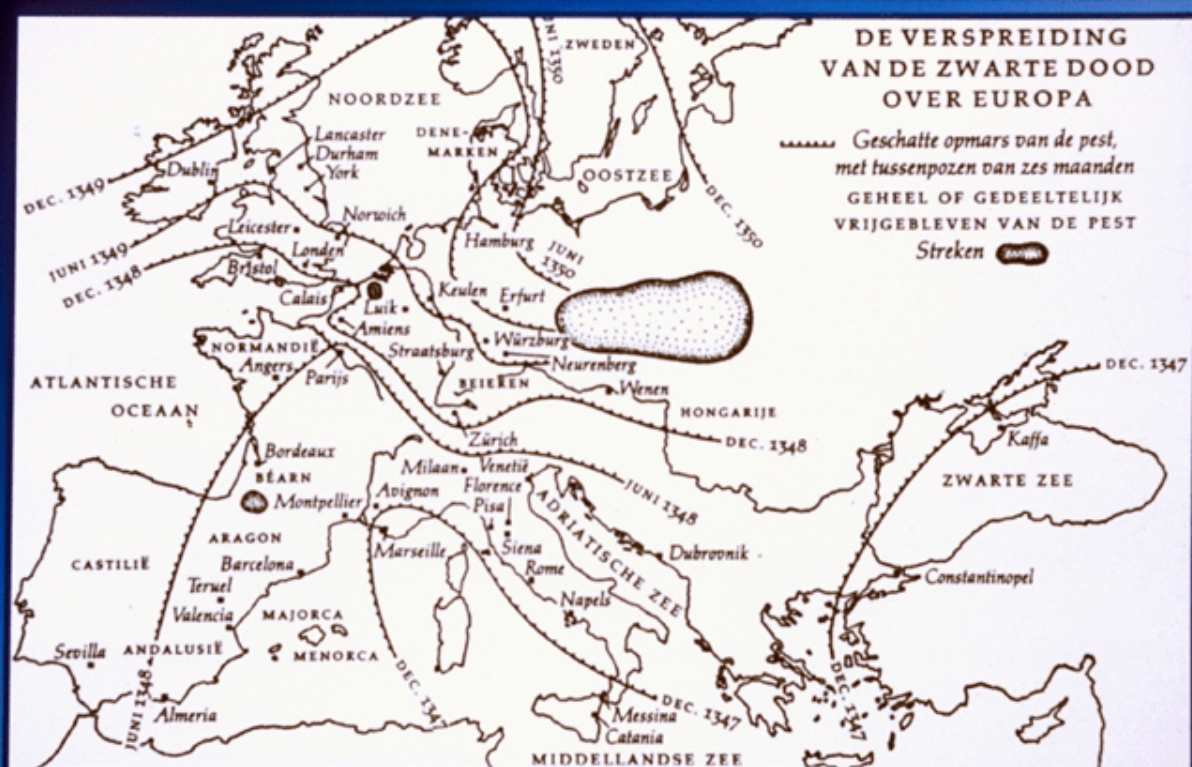 DE VERSPREIDING
VAN DE ZWARTE DOOD
OVER EUROPA
Geschatte opmars van de pest,
met tussenpozen van zes maanden
GEHEEL OF GEDEELTELIJK
VRIJGEBLEVEN VAN DE PEST
Streken
ZWEDEN
JUNI 1350
NOORDZEE
DENE-
MARKEN
Lancaster
Durham
York
Dublin
OOSTZEE
DEC. 1349
DEC. 1350
Norwich
Leicester
Londen
Hamburg
JUNI
1350
JUNI 1349
DEC. 1348
Bristol
Calais
Keulen
Erfurt
Luik
Amiens
Würzburg
Straatsburg
NORMANDIË
Neurenberg
Angers
Parijs
BEIEREN
Wenen
DEC. 1347
ATLANTISCHE
OCEAAN
HONGARIJE
Zürich
DEC. 1348
Kaffa
Bordeaux
BÉARN
Milaan
Venetië
ZWARTE ZEE
Montpellier
Avignon
Florence
JUNI 1348
Pisa
ADRIATISCHE ZEE
ARAGON
Marseille
Siena
Dubrovnik
CASTILIË
Barcelona
Rome
Constantinopel
Teruel
Napels
Valencia
MAJORCA
Sevilla
ANDALUSIË
MENORCA
DEC. 1347
DEC. 1347
DEC. 1347
JUNI 1348
Almeria
Messina
Catania
MIDDELLANDSE ZEE